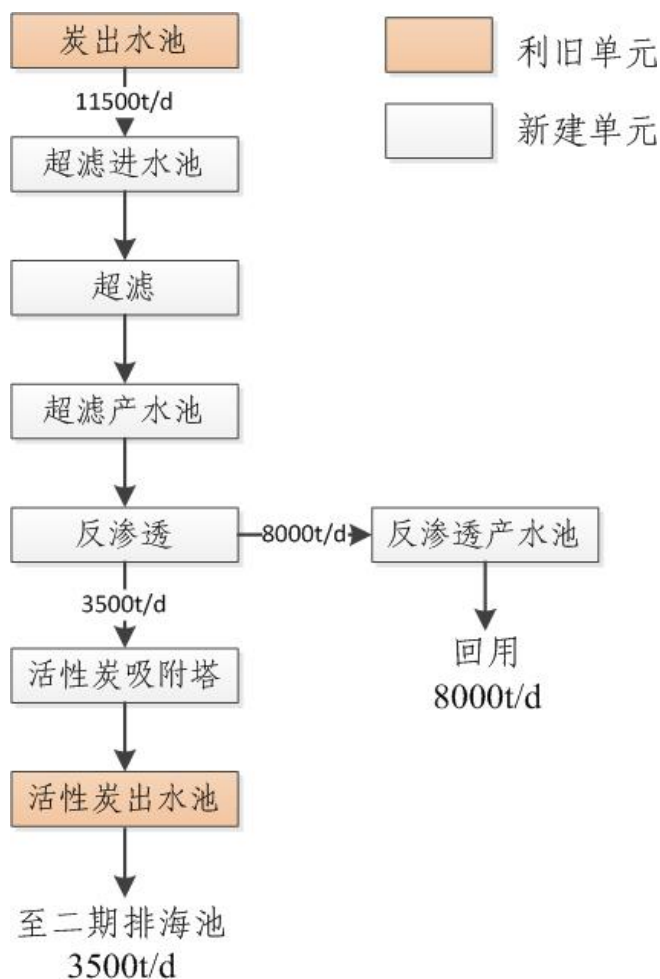 炭出水池
利旧单元
11500t/d
新建单元
超滤进水池
超滤
超滤产水池
反渗透
8000t/d
反渗透产水池
3500t/d
回用
8000t/d
活性炭吸附塔
活性炭出水池
至二期排海池
3500t/d